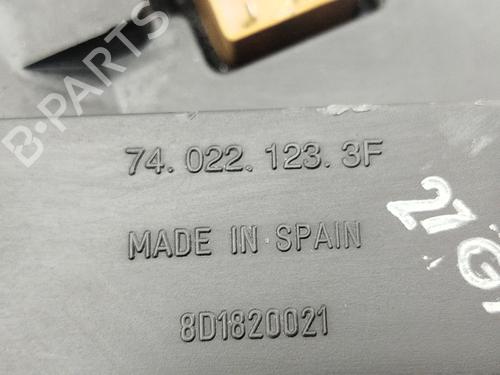 B-PARTS
74. 022. 123. 3F
MADE IN SPAIN
8D1820021